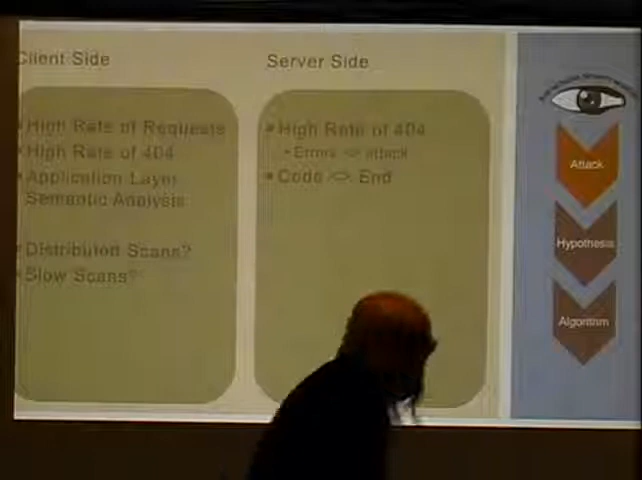 Client Side
High Rate of Requests
High Rate of 404
Application Layer
Semantic Analysis
Distributed Scans?
Slow Scans?
Server Side
High Rate of 404
Errors <> attack
Code <> End
Attack
Hypothesis
Algorithm